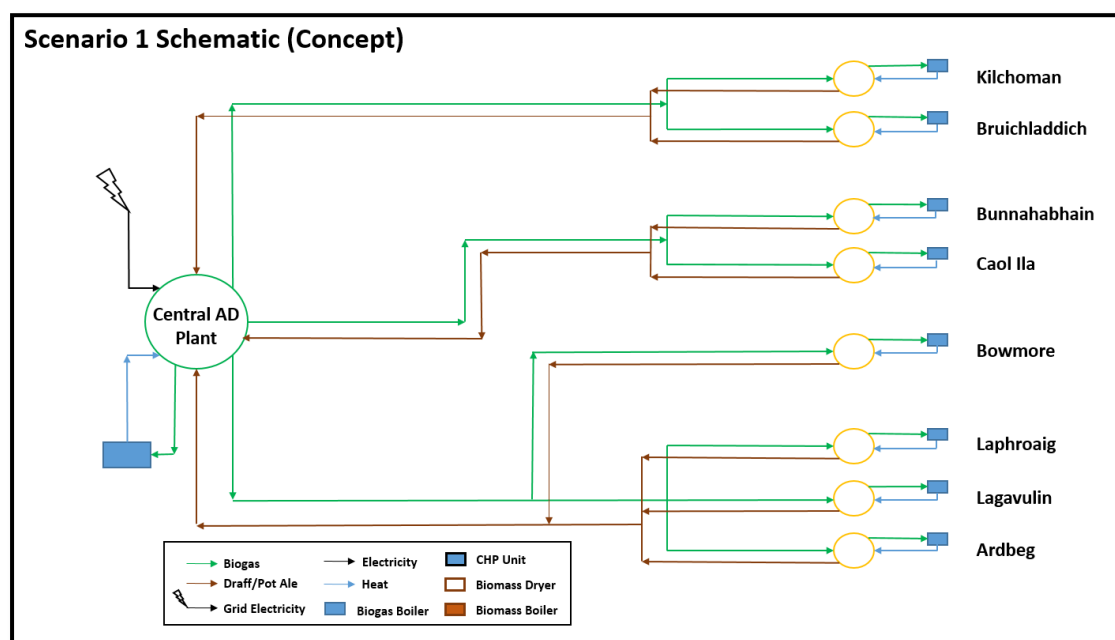 Scenario 1 Schematic (Concept)
Kilchoman
Bruichladdich
Bunnahabhain
Caol Ila
Central AD
Plant
Bowmore
Laphroaig
Lagavulin
Ardbeg
Biogas
Electricity
CHP Unit
Draff/Pot Ale
Heat
Biomass Dryer
Grid Electricity
Biogas Boiler
Biomass Boiler